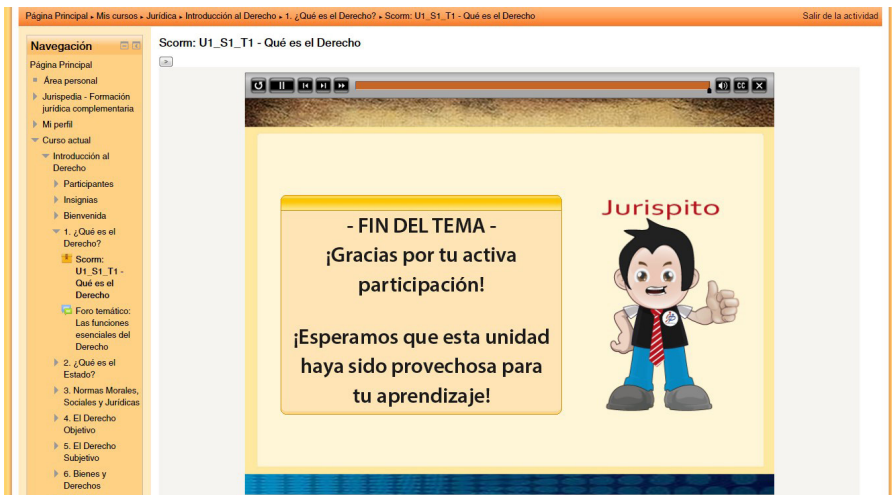 Página Principal ▸ Mis cursos ▸ Jurídica ▸ Introducción al Derecho ▸ 1. ¿Qué es el Derecho? ▸ Scorm: U1_S1_T1 - Qué es el Derecho
Salir de la actividad
Navegación
Página Principal
Área personal
Jurispedia - Formación
jurídica complementaria
Mi perfil
Curso actual
Introducción al
Derecho
Participantes
Insignias
Bienvenida
1. ¿Qué es el
Derecho?
Scorm:
U1_S1_T1 -
Qué es el
Derecho
Foro temático:
Las funciones
esenciales del
Derecho
2. ¿Qué es el
Estado?
3. Normas Morales,
Sociales y Jurídicas
4. El Derecho
Objetivo
5. El Derecho
Subjetivo
6. Bienes y
Derechos
Scorm: U1_S1_T1 - Qué es el Derecho
>
CC
- FIN DEL TEMA -
¡Gracias por tu activa
participación!
¡Esperamos que esta unidad
haya sido provechosa para
tu aprendizaje!
Jurispito